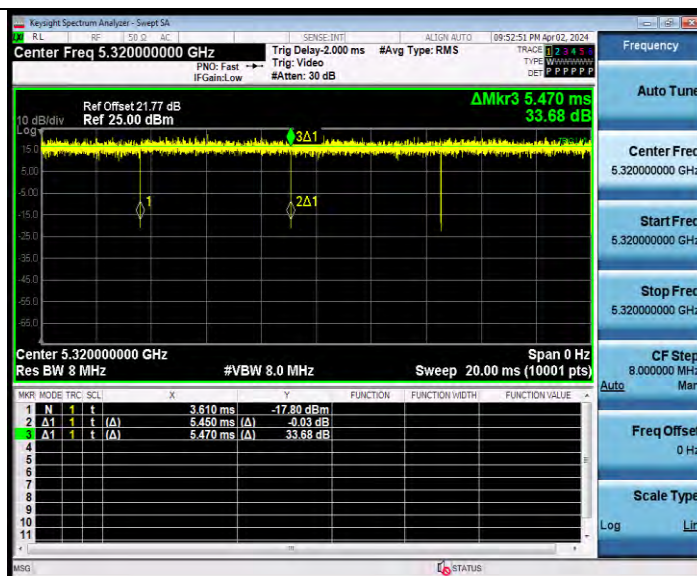 Keysight Spectrum Analyzer - Swept SA
RL RF 50 Ω AC SENSE:INT ALIGN AUTO 09:52:51 PM Apr 02, 2024
Center Freq 5.320000000 GHz
PNO: Fast
IFGain:Low
Trig Delay-2.000 ms
Trig: Video
#Atten: 30 dB
#Avg Type: RMS
TRACE 1 2 3 4 5 6
TYPE W
DET P P P P P P
Ref Offset 21.77 dB
10 dB/div Ref 25.00 dBm
Log
ΔMkr3 5.470 ms
33.68 dB
15.0
5.00
-5.00
-15.0
-25.0
-35.0
-45.0
-55.0
-65.0
3Δ1
1
2Δ1
Center 5.320000000 GHz Span 0 Hz
Res BW 8 MHz #VBW 8.0 MHz Sweep 20.00 ms (10001 pts)
MKR MODE TRC SCL X Y FUNCTION FUNCTION WIDTH FUNCTION VALUE
1 N 1 t 3.610 ms -17.80 dBm
2 Δ1 1 t (Δ) 5.450 ms (Δ) -0.03 dB
3 Δ1 1 t (Δ) 5.470 ms (Δ) 33.68 dB
4
5
6
7
8
9
10
11
MSG STATUS
Frequency
Auto Tune
Center Freq
5.320000000 GHz
Start Freq
5.320000000 GHz
Stop Freq
5.320000000 GHz
CF Step
8.000000 MHz
Auto Man
Freq Offset
0 Hz
Scale Type
Log Lin